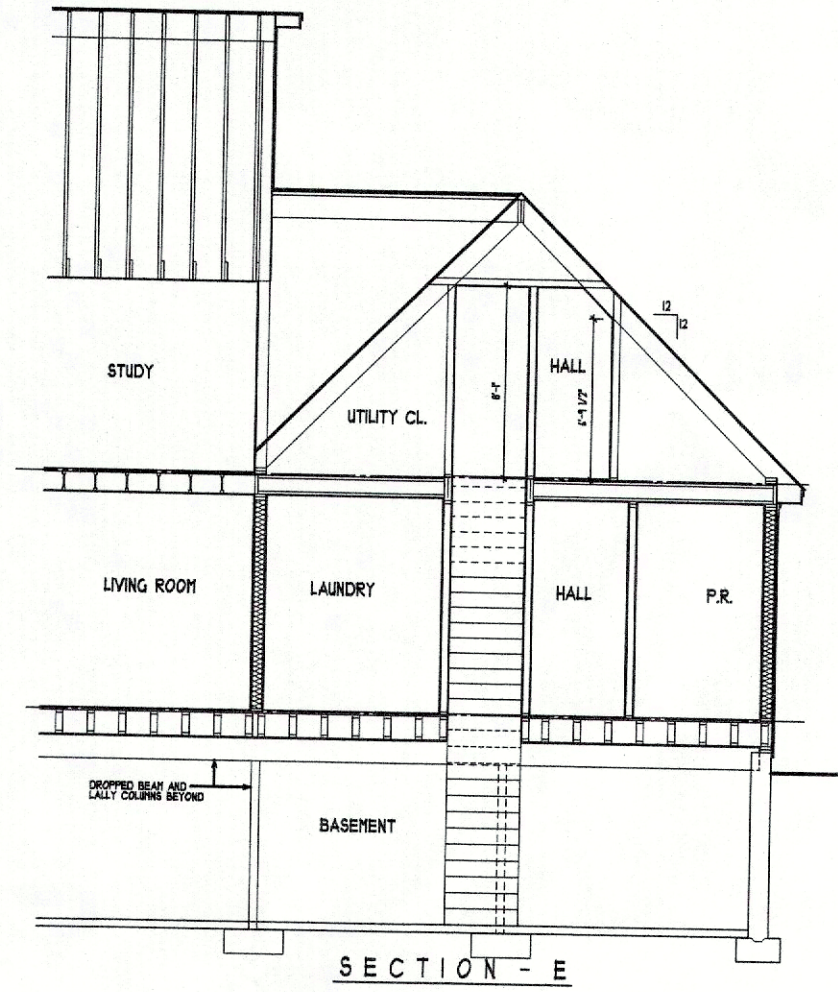 12
12
STUDY
HALL
UTILITY CL.
LIVING ROOM
LAUNDRY
HALL
P.R.
DROPPED BEAM AND
LALLY COLUMNS BEYOND
BASEMENT
SECTION - E